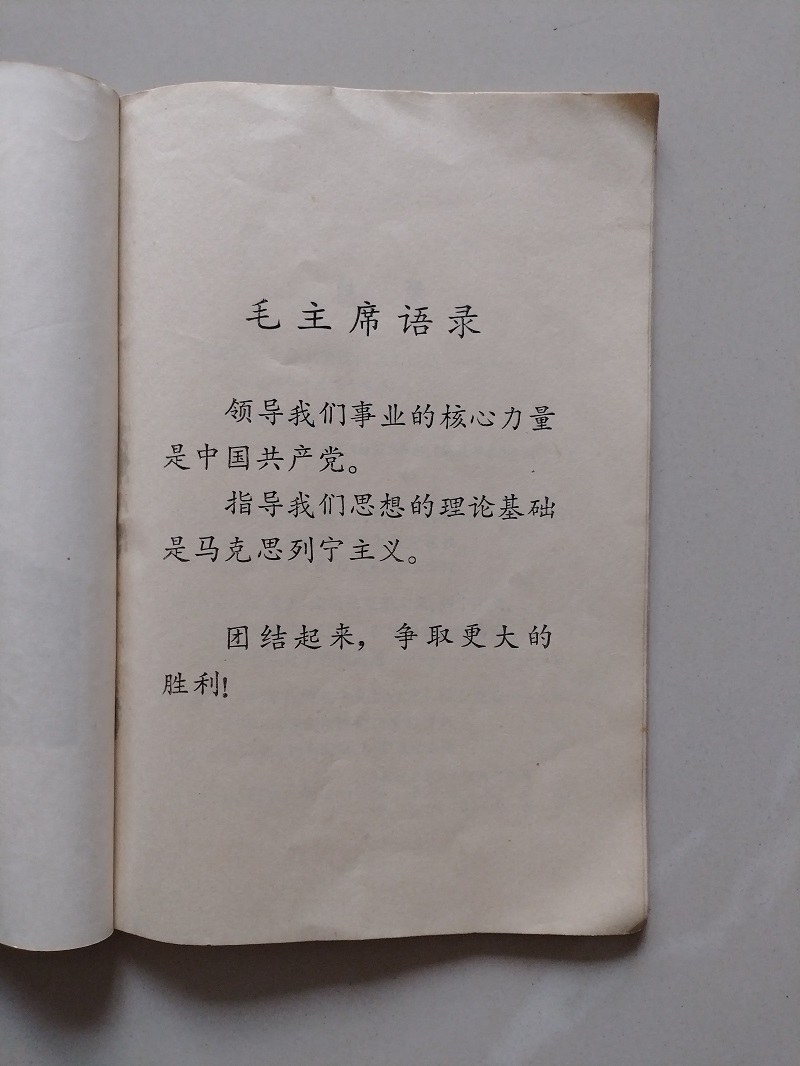 毛主席语录
领导我们事业的核心力量
是中国共产党。
指导我们思想的理论基础
是马克思列宁主义。
团结起来，争取更大的
胜利！